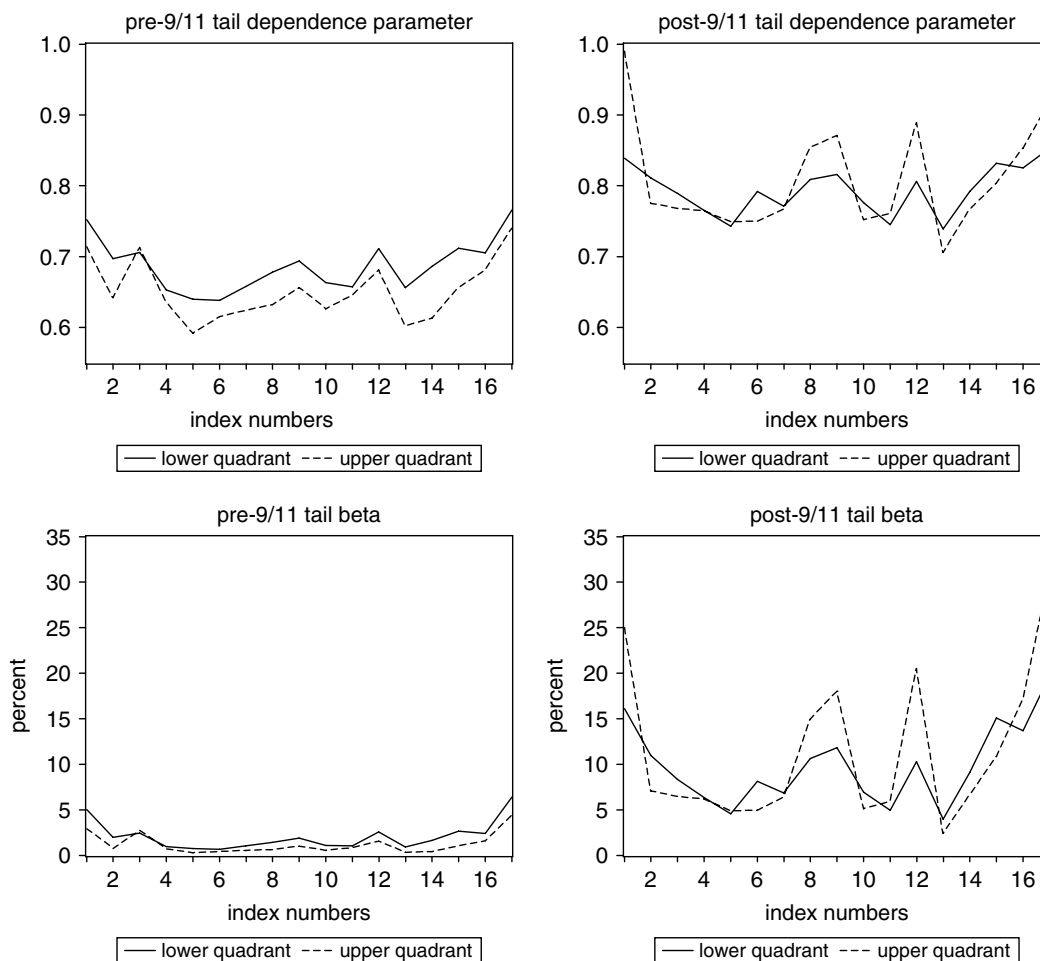 pre-9/11 tail dependence parameter
1.0
0.9
0.8
0.7
0.6
2 4 6 8 10 12 14 16
index numbers
lower quadrant upper quadrant
post-9/11 tail dependence parameter
1.0
0.9
0.8
0.7
0.6
2 4 6 8 10 12 14 16
index numbers
lower quadrant upper quadrant
pre-9/11 tail beta
35
30
25
20
15
10
5
0
percent
2 4 6 8 10 12 14 16
index numbers
lower quadrant upper quadrant
post-9/11 tail beta
35
30
25
20
15
10
5
0
percent
2 4 6 8 10 12 14 16
index numbers
lower quadrant upper quadrant